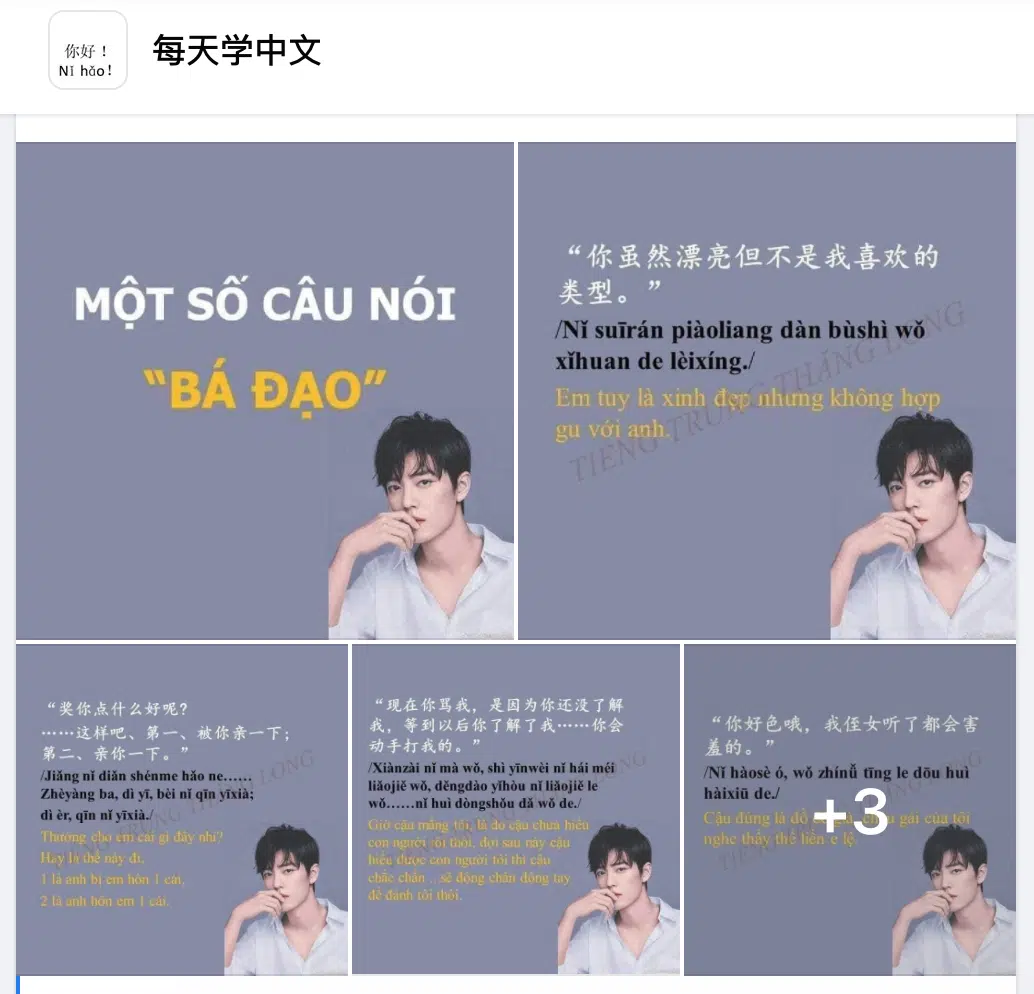 你好！
Nǐ hǎo!
每天学中文
MỘT SỐ CÂU NÓI
“BÁ ĐẠO”
“你虽然漂亮但不是我喜欢的
类型。”
/Nǐ suīrán piàoliang dàn bùshì wǒ
xǐhuan de lèixíng./
Em tuy là xinh đẹp nhưng không hợp
gu với anh.
TIẾNG TRUNG THĂNG LONG
“奖你点什么好呢?
……这样吧、第一、被你亲一下；
第二、亲你一下。”
/Jiǎng nǐ diǎn shénme hǎo ne……
Zhèyàng ba, dì yī, bèi nǐ qīn yīxià;
dì èr, qīn nǐ yīxià./
Thưởng cho em cái gì đây nhỉ?
Hay là thế này đt.
1 là anh bị em hôn 1 cái,
2 là anh hôn em 1 cái.
“现在你骂我，是因为你还没了解
我，等到以后你了解了我……你会
动手打我的。”
/Xiànzài nǐ mà wǒ, shì yīnwèi nǐ hái méi
liǎojiě wǒ, děngdào yǐhòu nǐ liǎojiě le
wǒ……nǐ huì dòngshǒu dǎ wǒ de./
Giờ cậu mắng tôi, là do cậu chưa hiểu
con người tôi thôi, đợi sau này cậu
hiểu được con người tôi thì cậu
chắc chắn .. sẽ động chân động tay
để đánh tôi thôi.
“你好色哦，我侄女听了都会害
羞的。”
/Nǐ hàosè ó, wǒ zhínǚ tīng le dōu huì
hàixiū de./
+3
Cậu đúng là đồ gái của tôi
nghe thấy thế liền e lệ.